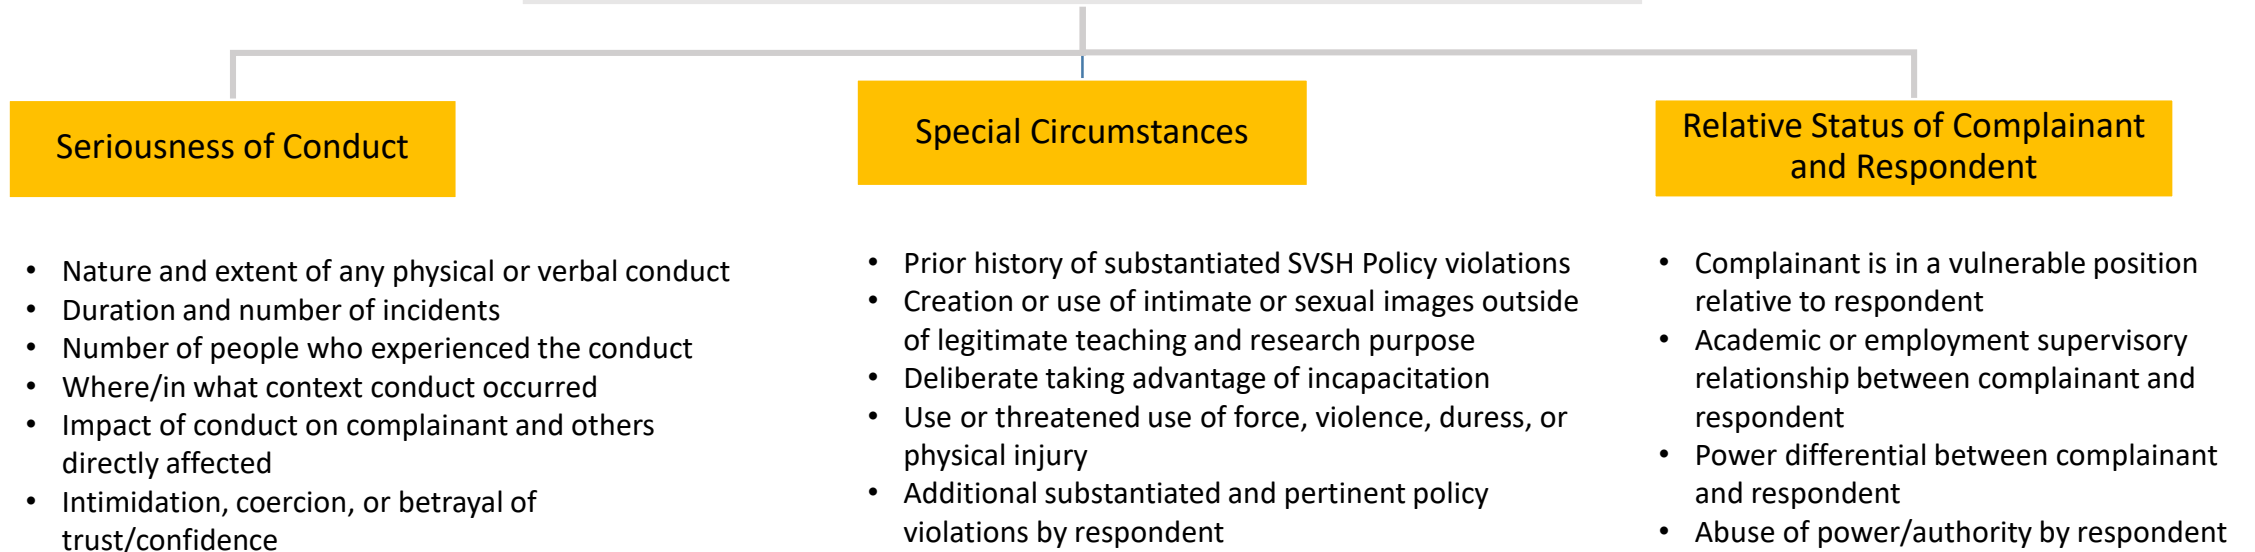 Seriousness of Conduct
• Nature and extent of any physical or verbal conduct
• Duration and number of incidents
• Number of people who experienced the conduct
• Where/in what context conduct occurred
• Impact of conduct on complainant and others
directly affected
• Intimidation, coercion, or betrayal of
trust/confidence
Special Circumstances
• Prior history of substantiated SVSH Policy violations
• Creation or use of intimate or sexual images outside
of legitimate teaching and research purpose
• Deliberate taking advantage of incapacitation
• Use or threatened use of force, violence, duress, or
physical injury
• Additional substantiated and pertinent policy
violations by respondent
Relative Status of Complainant
and Respondent
• Complainant is in a vulnerable position
relative to respondent
• Academic or employment supervisory
relationship between complainant and
respondent
• Power differential between complainant
and respondent
• Abuse of power/authority by respondent